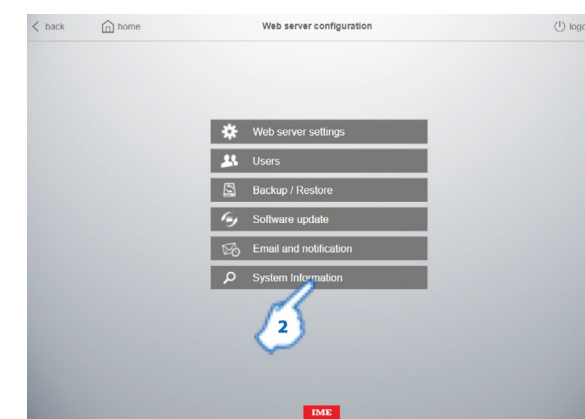 back home Web server configuration logo
Web server settings
Users
Backup / Restore
Software update
Email and notification
System Information
2
IME